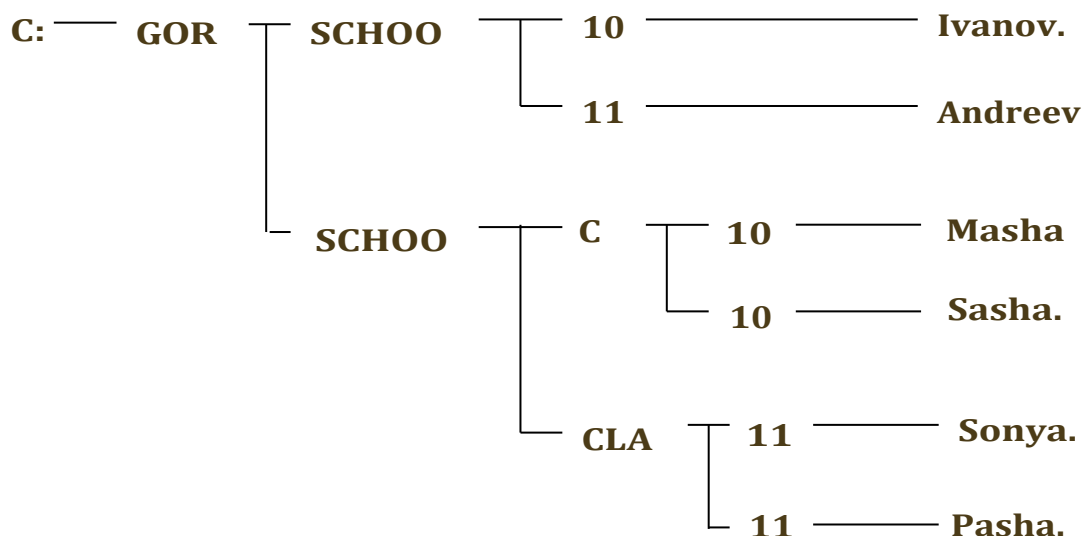 C: GOR SCHOO 10 Ivanov.
11 Andreev
SCHOO C 10 Masha
10 Sasha.
CLA 11 Sonya.
11 Pasha.